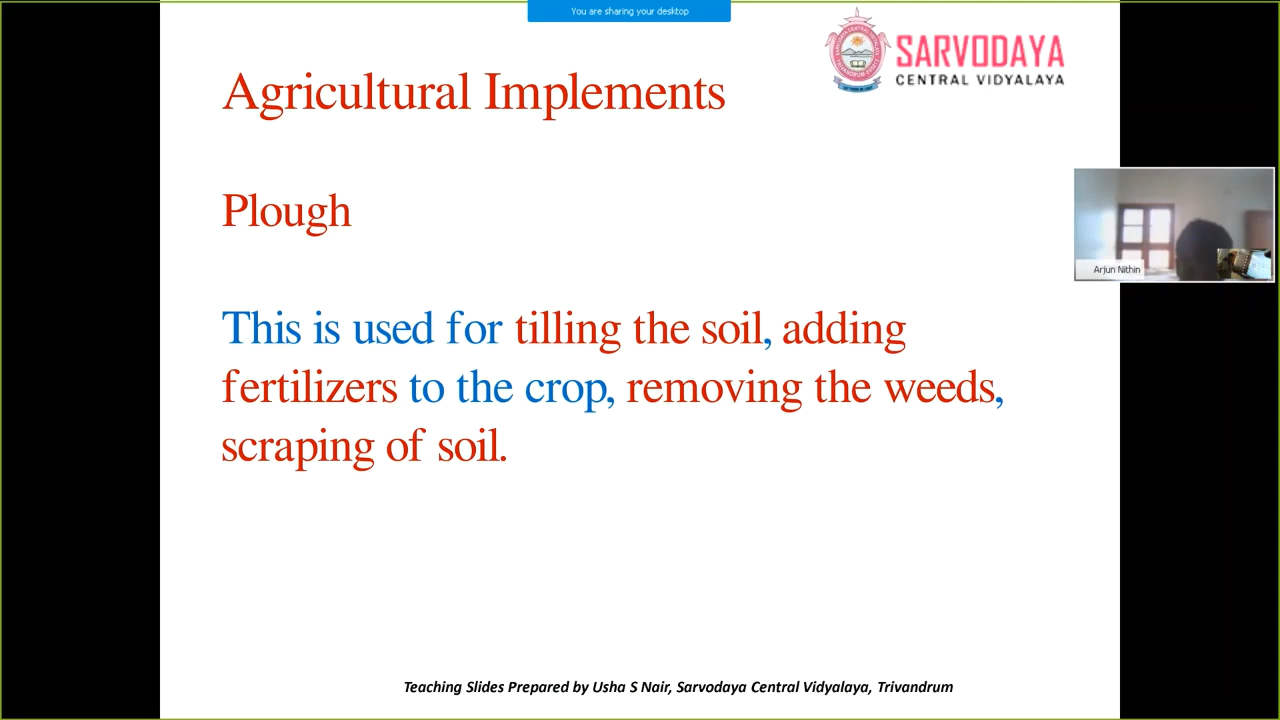 You are sharing your desktop
SARVODAYA
CENTRAL VIDYALAYA
Agricultural Implements
Plough
Arjun Nithin
This is used for tilling the soil, adding
fertilizers to the crop, removing the weeds,
scraping of soil.
Teaching Slides Prepared by Usha S Nair, Sarvodaya Central Vidyalaya, Trivandrum